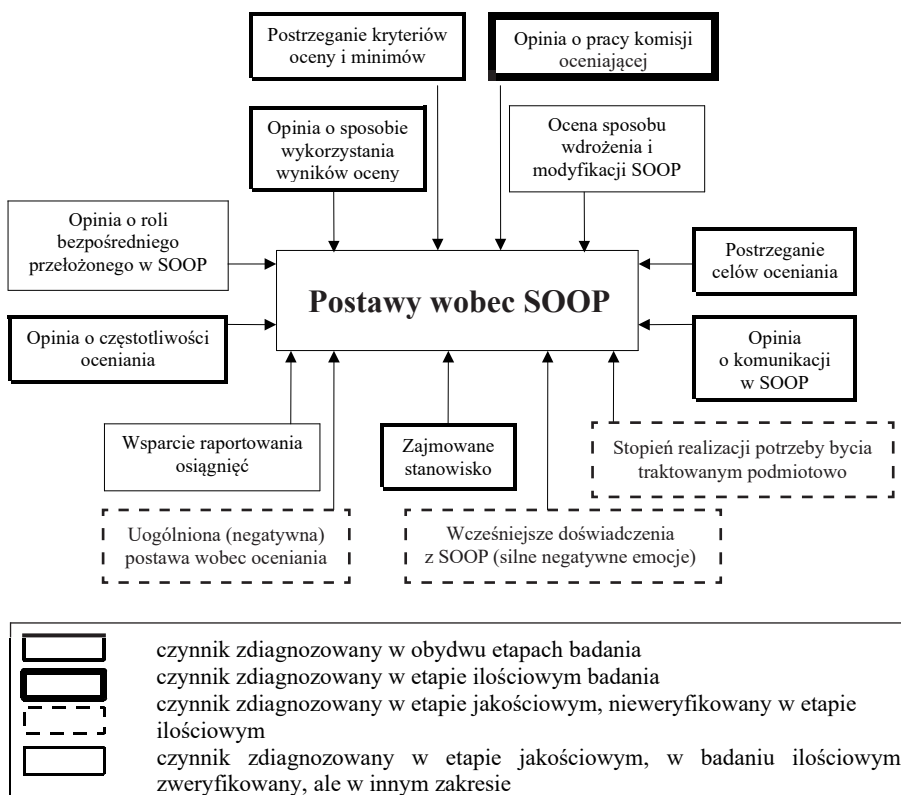 Postrzeganie kryteriów
oceny i minimów
Opinia o pracy komisji
oceniającej
Opinia o sposobie
wykorzystania
wyników oceny
Ocena sposobu
wdrożenia i
modyfikacji SOOP
Opinia o roli
bezpośredniego
przełożonego w SOOP
Postrzeganie
celów oceniania
Postawy wobec SOOP
Opinia o częstotliwości
oceniania
Opinia
o komunikacji
w SOOP
Wsparcie raportowania
osiągnięć
Zajmowane
stanowisko
Stopień realizacji potrzeby bycia
traktowanym podmiotowo
Uogólniona (negatywna)
postawa wobec oceniania
Wcześniejsze doświadczenia
z SOOP (silne negatywne emocje)
czynnik zdiagnozowany w obydwu etapach badania
czynnik zdiagnozowany w etapie ilościowym badania
czynnik zdiagnozowany w etapie jakościowym, nieweryfikowany w etapie
ilościowym
czynnik zdiagnozowany w etapie jakościowym, w badaniu ilościowym
zweryfikowany, ale w innym zakresie